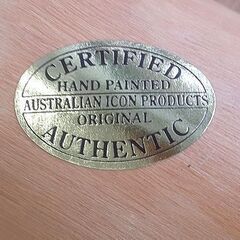 CERTIFIED
HAND PAINTED
AUSTRALIAN ICON PRODUCTS
ORIGINAL
AUTHENTIC